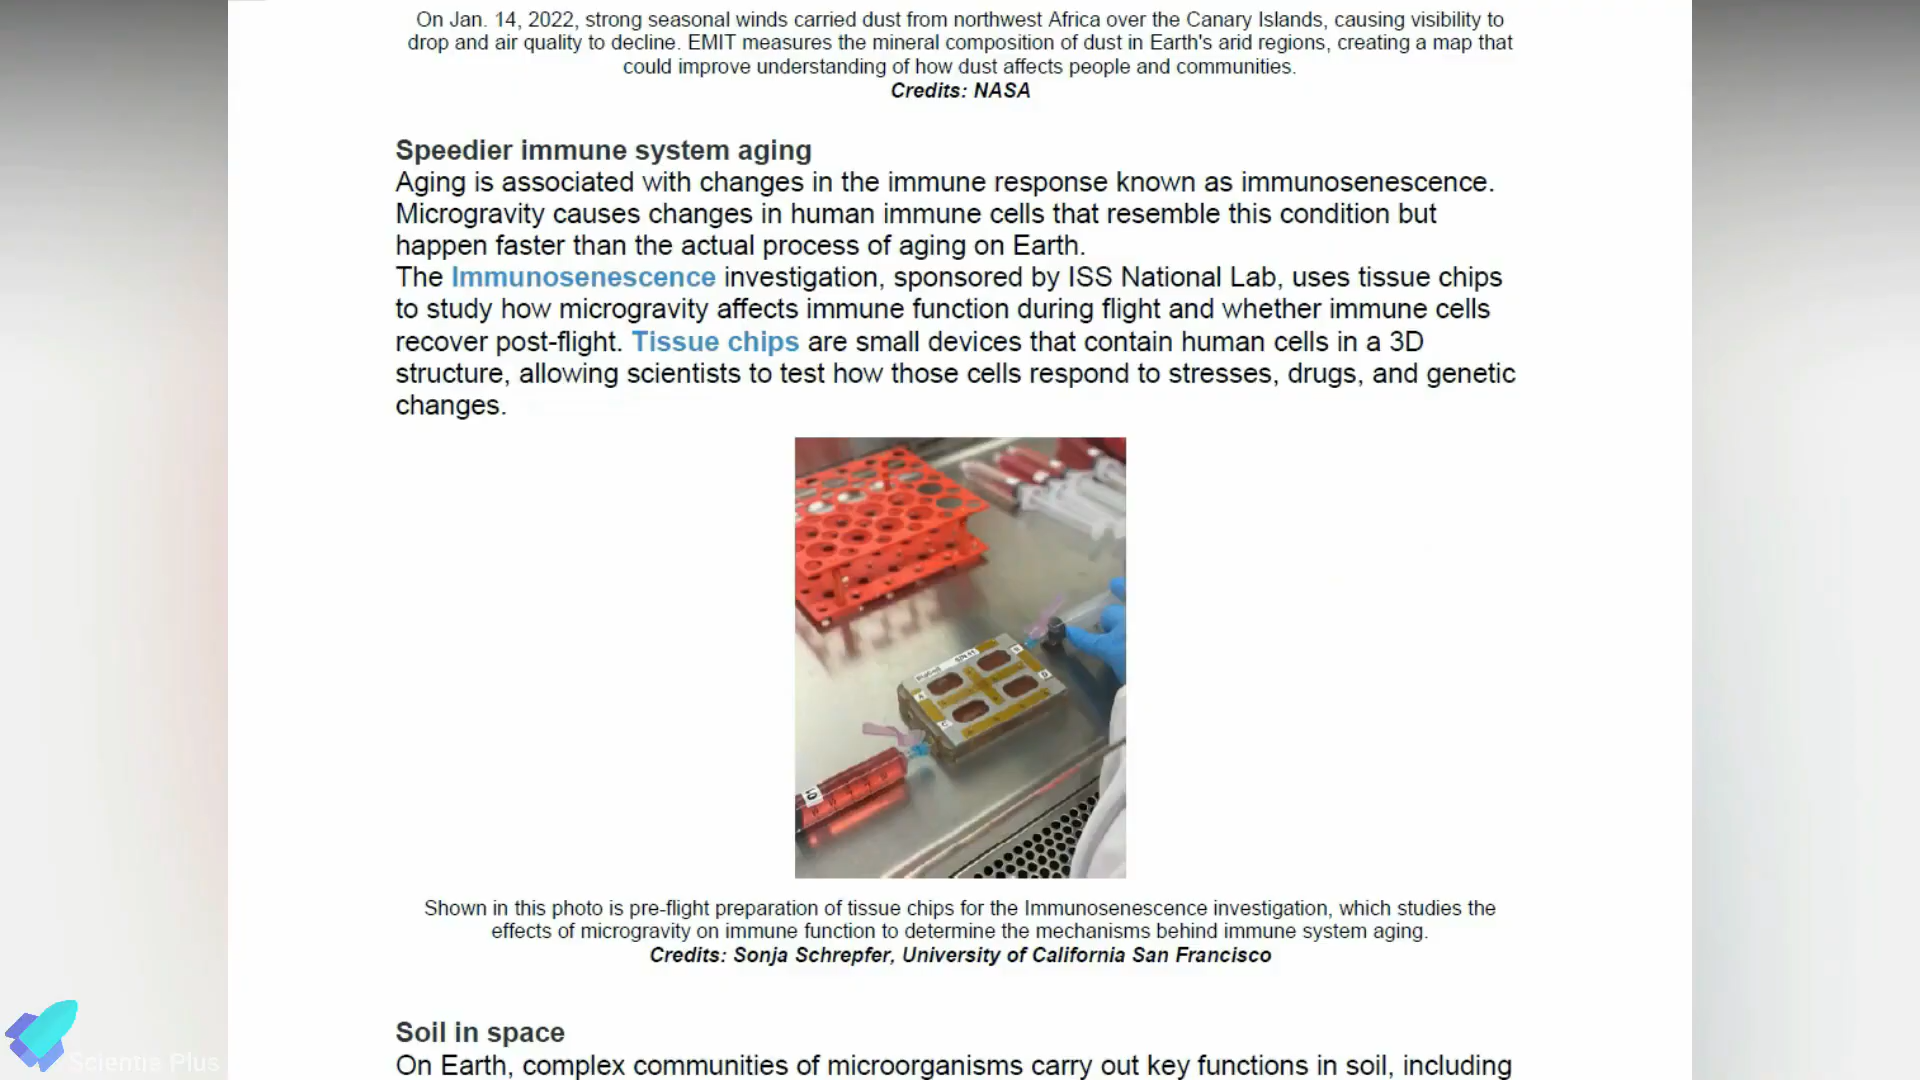 On Jan. 14, 2022, strong seasonal winds carried dust from northwest Africa over the Canary Islands, causing visibility to
drop and air quality to decline. EMIT measures the mineral composition of dust in Earth's arid regions, creating a map that
could improve understanding of how dust affects people and communities.
Credits: NASA
Speedier immune system aging
Aging is associated with changes in the immune response known as immunosenescence.
Microgravity causes changes in human immune cells that resemble this condition but
happen faster than the actual process of aging on Earth.
The Immunosenescence investigation, sponsored by ISS National Lab, uses tissue chips
to study how microgravity affects immune function during flight and whether immune cells
recover post-flight. Tissue chips are small devices that contain human cells in a 3D
structure, allowing scientists to test how those cells respond to stresses, drugs, and genetic
changes.
Shown in this photo is pre-flight preparation of tissue chips for the Immunosenescence investigation, which studies the
effects of microgravity on immune function to determine the mechanisms behind immune system aging.
Credits: Sonja Schrepfer, University of California San Francisco
Soil in space
On Earth, complex communities of microorganisms carry out key functions in soil, including
Scientis Plus